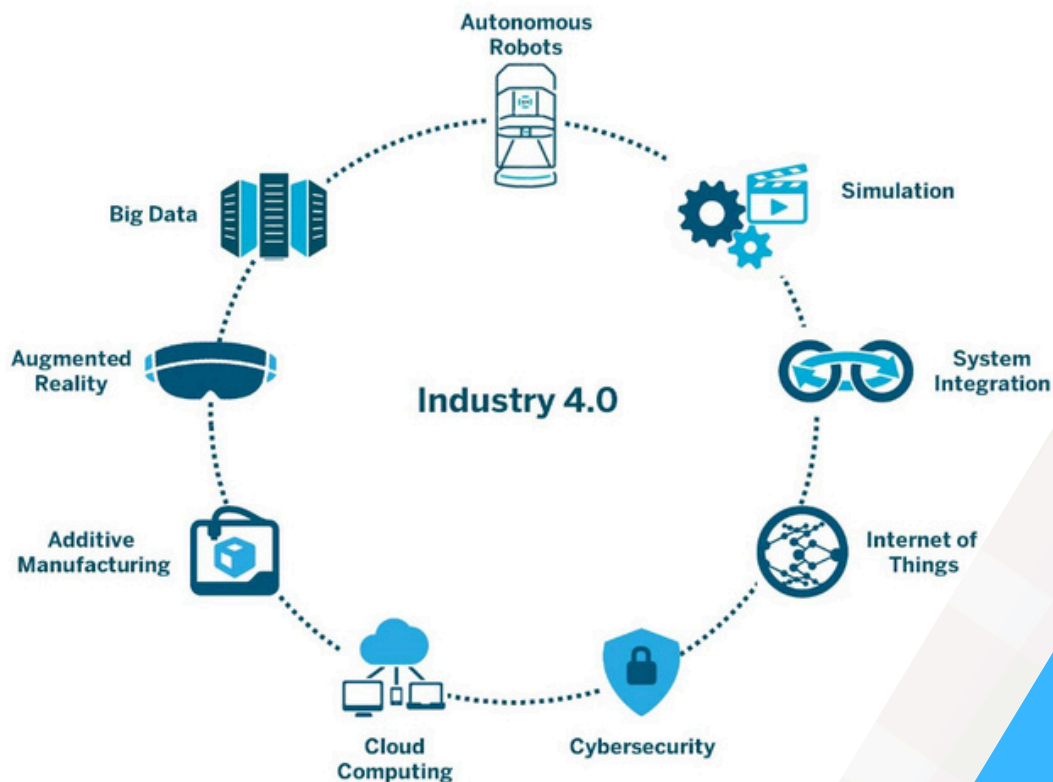 Autonomous
Robots
Simulation
System
Integration
Internet of
Things
Cybersecurity
Cloud
Computing
Additive
Manufacturing
Augmented
Reality
Big Data
Industry 4.0